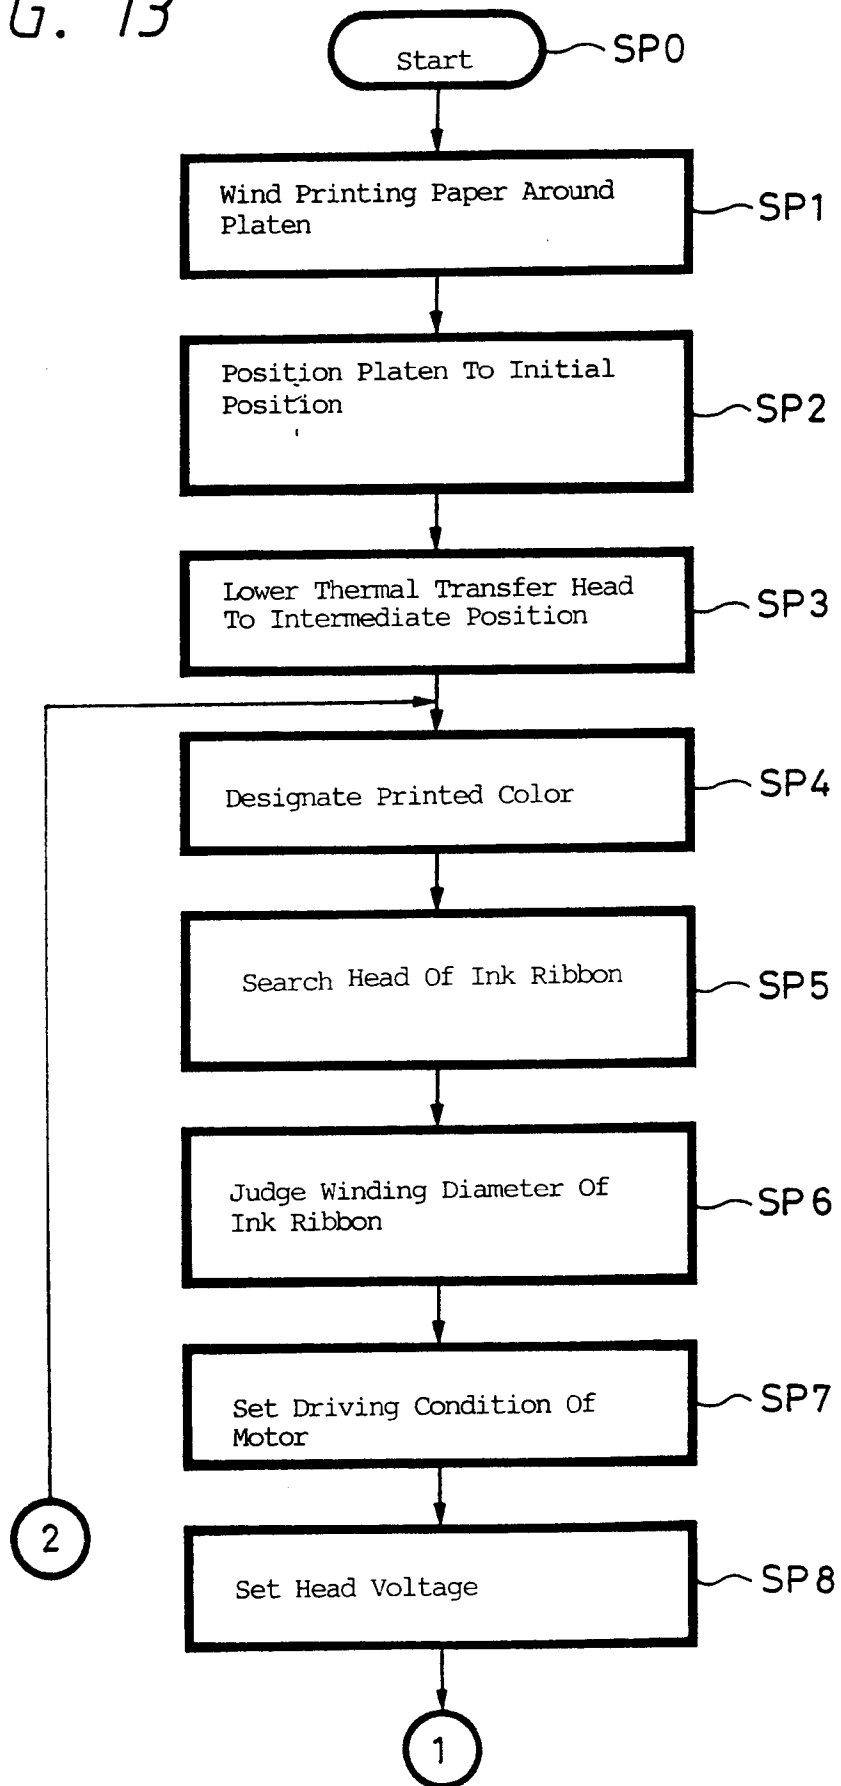 G. 13
Start
SP0
Wind Printing Paper Around
Platen
SP1
Position Platen To Initial
Position
SP2
Lower Thermal Transfer Head
To Intermediate Position
SP3
Designate Printed Color
SP4
Search Head Of Ink Ribbon
SP5
Judge Winding Diameter Of
Ink Ribbon
SP6
Set Driving Condition Of
Motor
SP7
2
Set Head Voltage
SP8
1